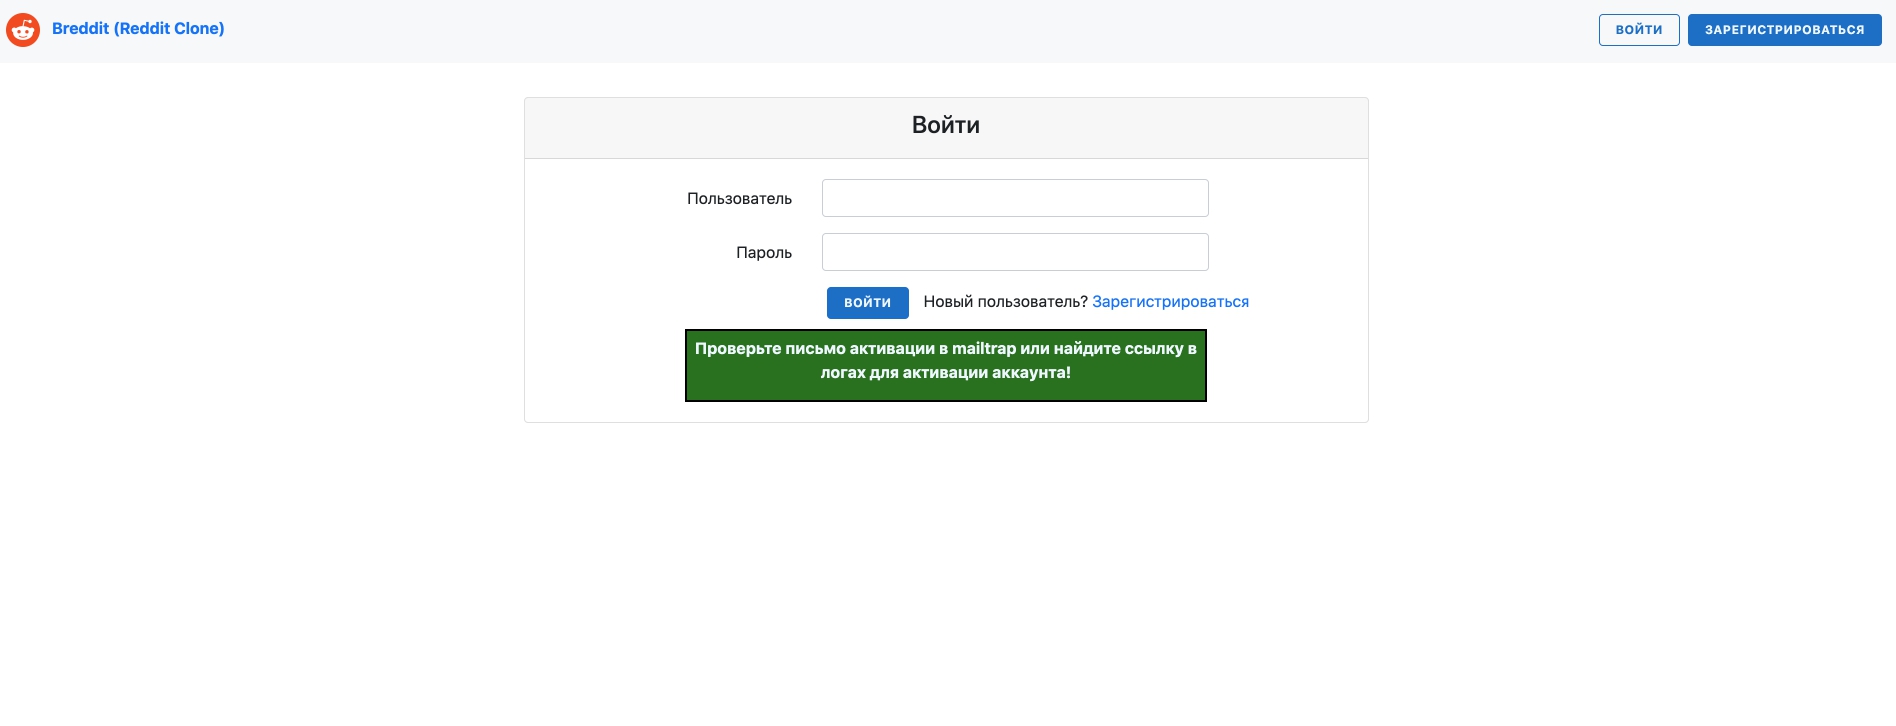 Breddit (Reddit Clone)
ВОЙТИ
ЗАРЕГИСТРИРОВАТЬСЯ
Войти
Пользователь
Пароль
ВОЙТИ
Новый пользователь? Зарегистрироваться
Проверьте письмо активации в mailtrap или найдите ссылку в
логах для активации аккаунта!